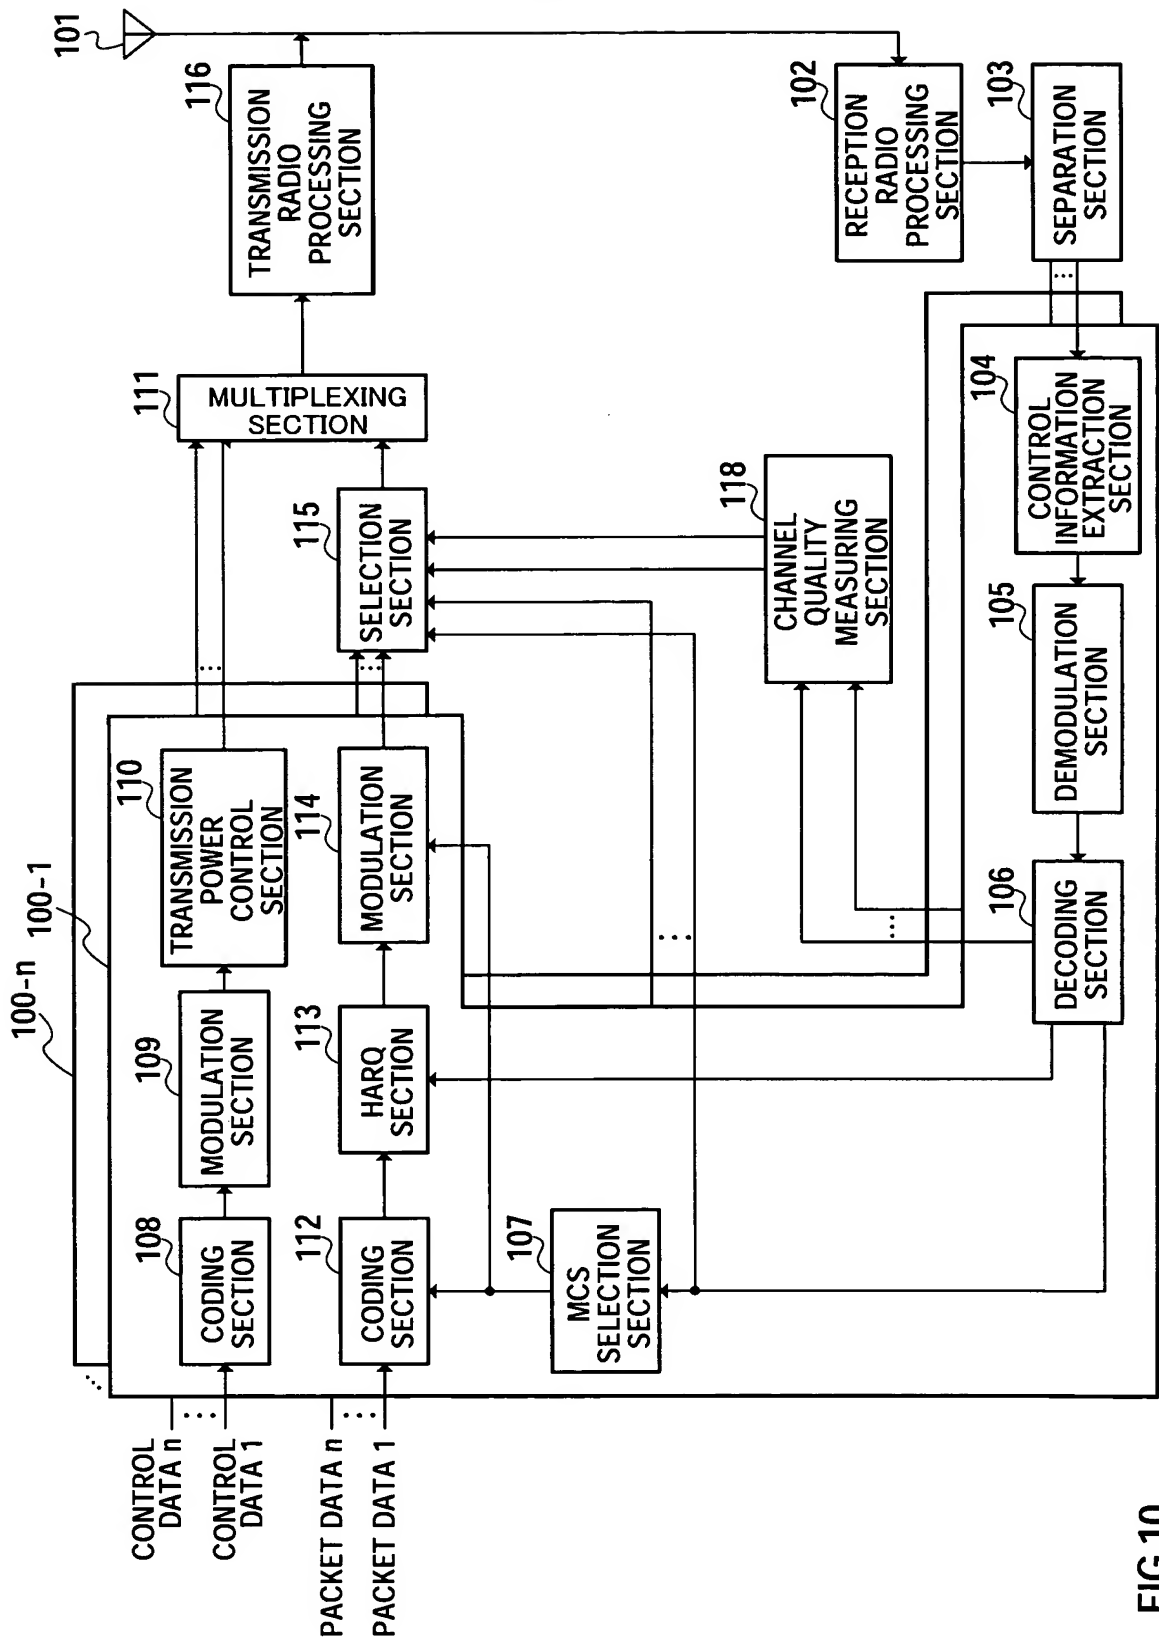 101
116
TRANSMISSION
RADIO
PROCESSING
SECTION
102
RECEPTION
RADIO
PROCESSING
SECTION
103
SEPARATION
SECTION
111
MULTIPLEXING
SECTION
115
SELECTION
SECTION
118
CHANNEL
QUALITY
MEASURING
SECTION
104
CONTROL
INFORMATION
EXTRACTION
SECTION
105
DEMODULATION
SECTION
106
DECODING
SECTION
100-n
100-1
110
TRANSMISSION
POWER
CONTROL
SECTION
114
MODULATION
SECTION
109
MODULATION
SECTION
113
HARQ
SECTION
108
CODING
SECTION
112
CODING
SECTION
107
MCS
SELECTION
SECTION
CONTROL
DATA n
CONTROL
DATA 1
PACKET DATA n
PACKET DATA 1
FIG.10